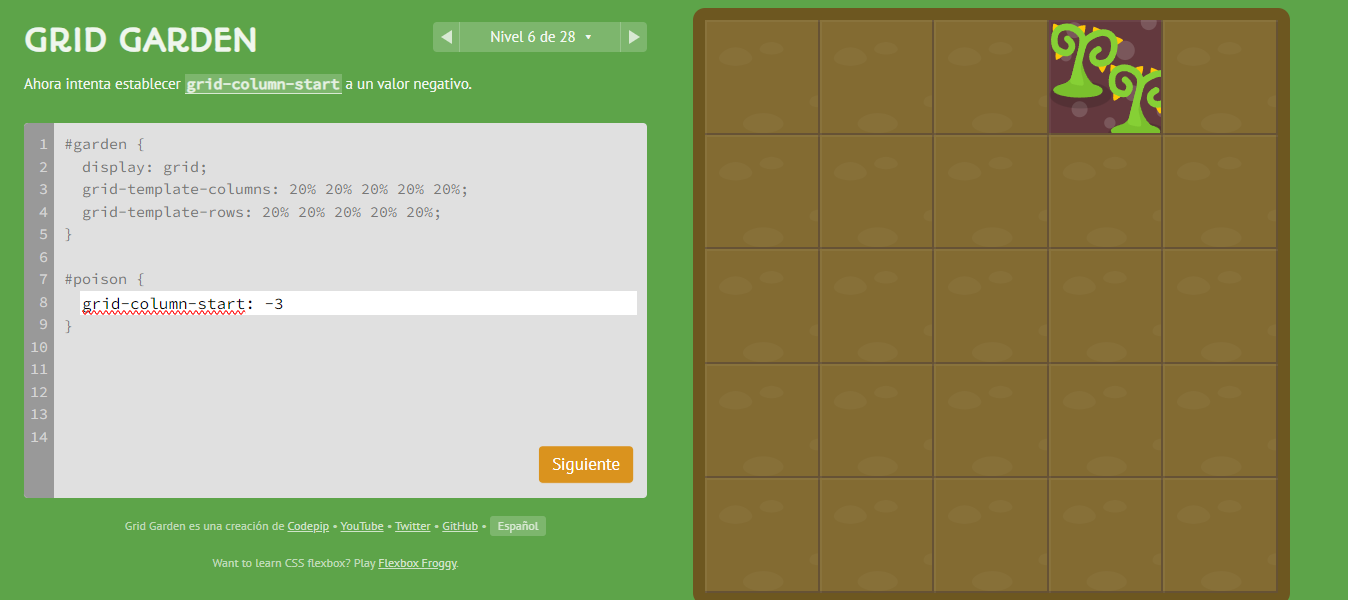 GRID GARDEN
Nivel 6 de 28
Ahora intenta establecer grid-column-start a un valor negativo.
1 #garden {
2 display: grid;
3 grid-template-columns: 20% 20% 20% 20% 20%;
4 grid-template-rows: 20% 20% 20% 20% 20%;
5 }
6
7 #poison {
8 grid-column-start: -3
9 }
10
11
12
13
14
Siguiente
Grid Garden es una creación de Codepip • YouTube • Twitter • GitHub • Español
Want to learn CSS flexbox? Play Flexbox Froggy.